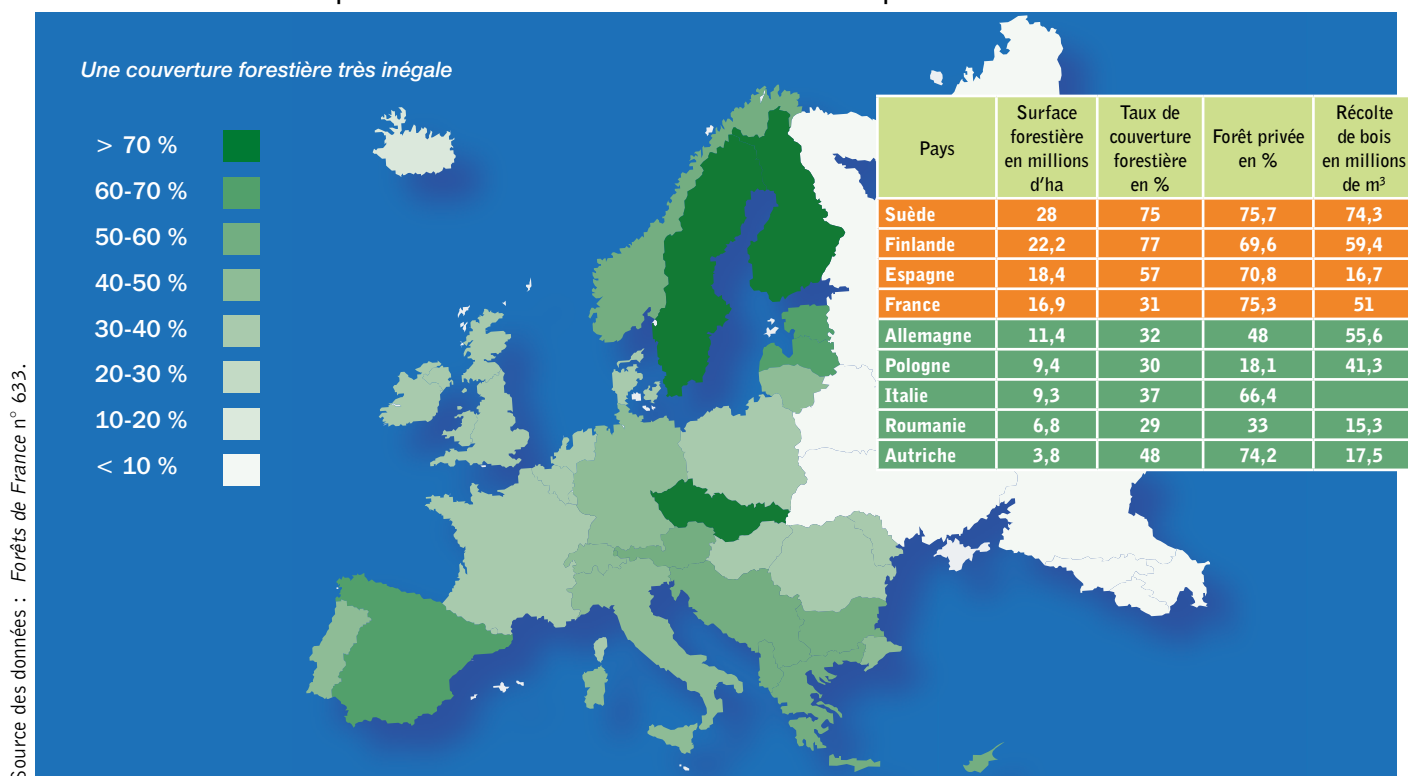 Une couverture forestière très inégale
> 70 %
60-70 %
50-60 %
40-50 %
30-40 %
20-30 %
10-20 %
< 10 %
Pays
Surface
forestière
en millions
d'ha
Taux de
couverture
forestière
en %
Forêt privée
en %
Récolte
de bois
en millions
de m³
Suède 28 75 75,7 74,3
Finlande 22,2 77 69,6 59,4
Espagne 18,4 57 70,8 16,7
France 16,9 31 75,3 51
Allemagne 11,4 32 48 55,6
Pologne 9,4 30 18,1 41,3
Italie 9,3 37 66,4
Roumanie 6,8 29 33 15,3
Autriche 3,8 48 74,2 17,5
Source des données : Forêts de France n° 633.